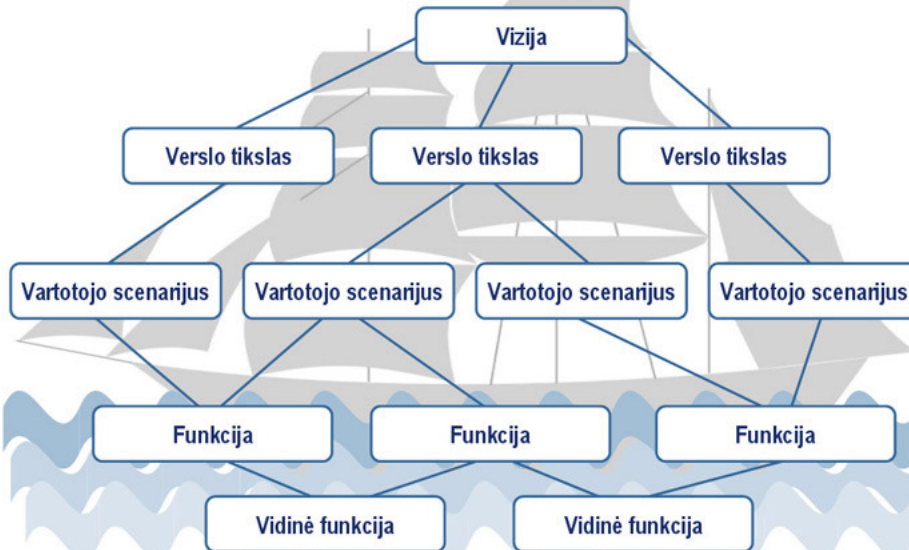 Vizija
Verslo tikslas
Verslo tikslas
Verslo tikslas
Vartotojo scenarijus
Vartotojo scenarijus
Vartotojo scenarijus
Vartotojo scenarijus
Funkcija
Funkcija
Funkcija
Vidinė funkcija
Vidinė funkcija